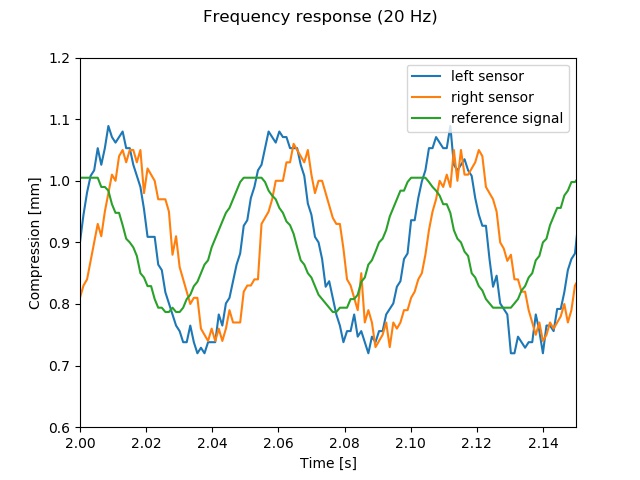 Frequency response (20 Hz)
1.2
1.1
1.0
0.9
0.8
0.7
0.6
Compression [mm]
left sensor
right sensor
reference signal
2.00 2.02 2.04 2.06 2.08 2.10 2.12 2.14
Time [s]